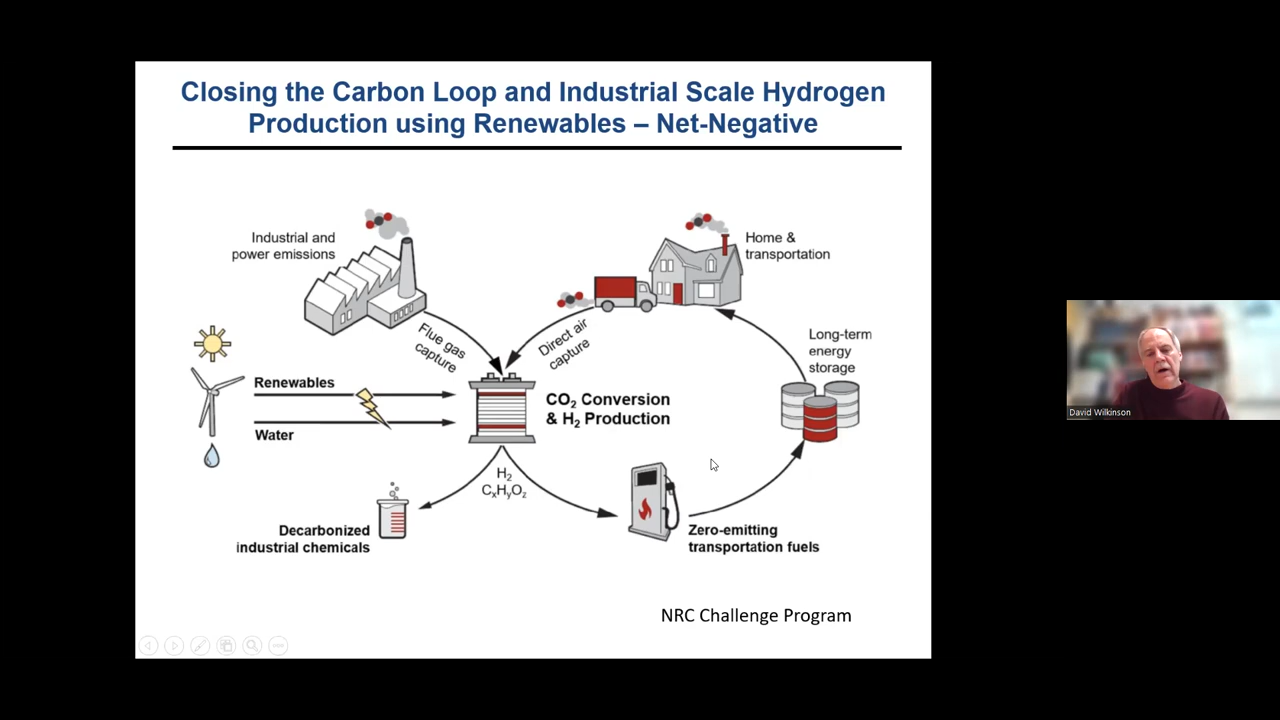 Closing the Carbon Loop and Industrial Scale Hydrogen
Production using Renewables – Net-Negative
Industrial and
power emissions
Home &
transportation
Flue gas
capture
Direct air
capture
Long-term
energy
storage
Renewables
Water
CO₂ Conversion
& H₂ Production
H₂
CₓHᵧO_z
Decarbonized
industrial chemicals
Zero-emitting
transportation fuels
NRC Challenge Program
David Wilkinson